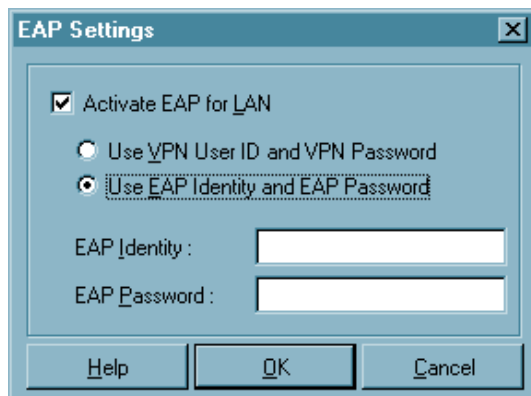 EAP Settings
Activate EAP for LAN
Use VPN User ID and VPN Password
Use EAP Identity and EAP Password
EAP Identity :
EAP Password :
Help OK Cancel